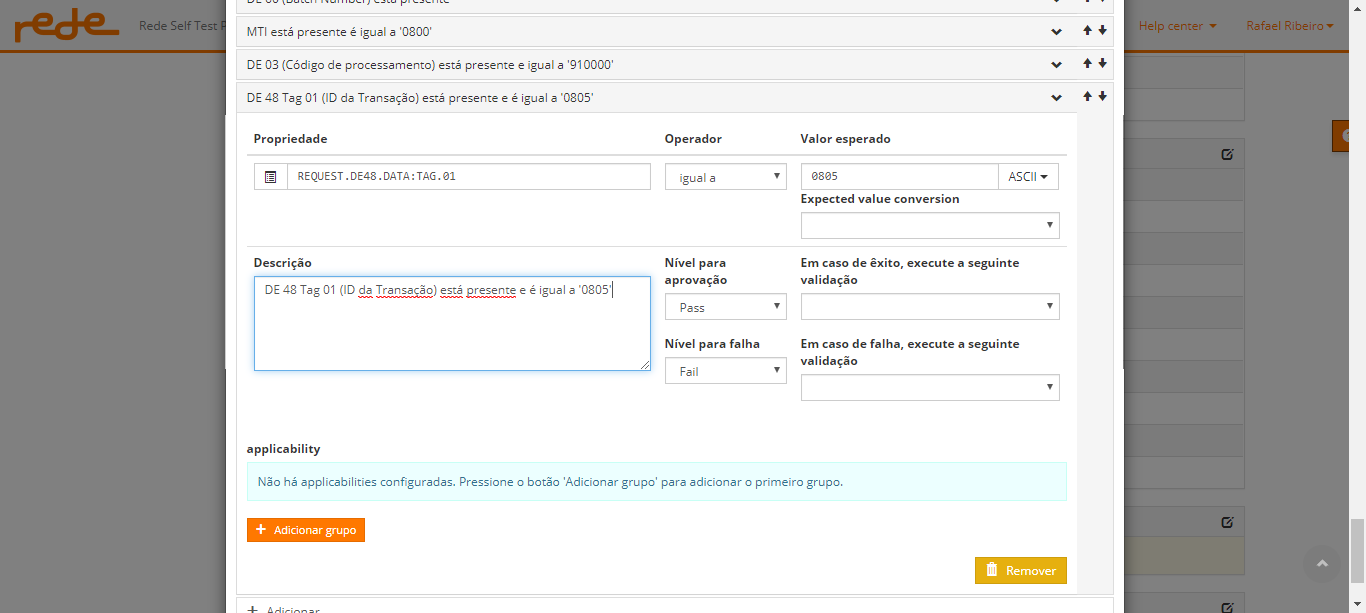 DE 60 (Batch Number) está presente
rede
Rede Self Test P
Help center
Rafael Ribeiro
MTI está presente é igual a '0800'
DE 03 (Código de processamento) está presente e igual a '910000'
DE 48 Tag 01 (ID da Transação) está presente e é igual a '0805'
Propriedade
Operador
Valor esperado
REQUEST.DE48.DATA:TAG.01
igual a
0805
ASCII
Expected value conversion
Descrição
Nível para
aprovação
Em caso de êxito, execute a seguinte
validação
DE 48 Tag 01 (ID da Transação) está presente e é igual a '0805'
Pass
Nível para falha
Em caso de falha, execute a seguinte
validação
Fail
applicability
Não há applicabilities configuradas. Pressione o botão 'Adicionar grupo' para adicionar o primeiro grupo.
+ Adicionar grupo
Remover
+ Adicionar